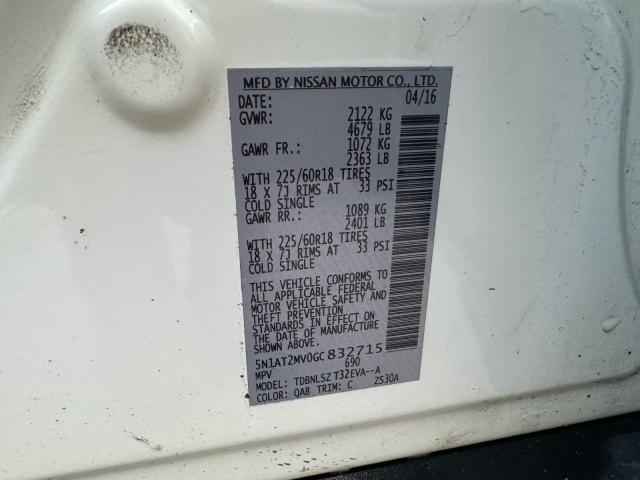 MFD BY NISSAN MOTOR CO., LTD.
DATE: 04/16
GVWR: 2122 KG
4679 LB
GAWR FR.: 1072 KG
2363 LB
WITH 225/60R18 TIRES
18 X 7J RIMS AT 33 PSI
COLD SINGLE
GAWR RR.: 1089 KG
2401 LB
WITH 225/60R18 TIRES
18 X 7J RIMS AT 33 PSI
COLD SINGLE
THIS VEHICLE CONFORMS TO
ALL APPLICABLE FEDERAL
MOTOR VEHICLE SAFETY AND
THEFT PREVENTION
STANDARDS IN EFFECT ON
THE DATE OF MANUFACTURE
SHOWN ABOVE.
5N1AT2MV0GC832715
MPV 690
MODEL: TDBNLSZ T32EVA--A
COLOR: QAB TRIM: C ZS30A